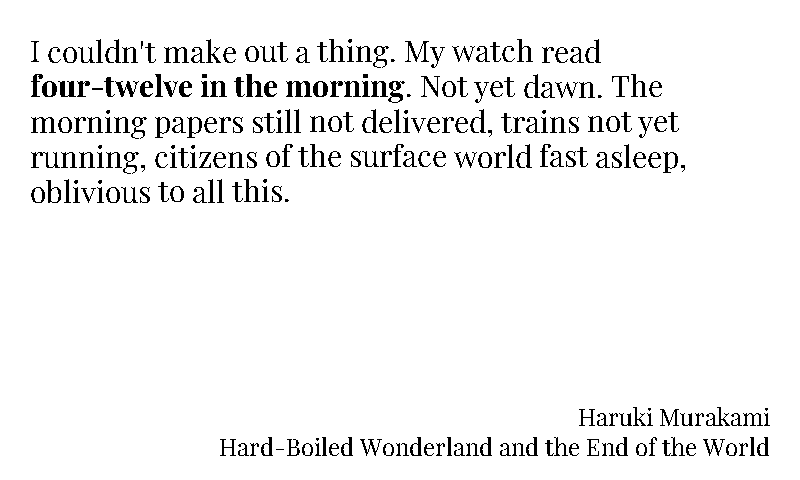 I couldn't make out a thing. My watch read
four-twelve in the morning. Not yet dawn. The
morning papers still not delivered, trains not yet
running, citizens of the surface world fast asleep,
oblivious to all this.
Haruki Murakami
Hard-Boiled Wonderland and the End of the World